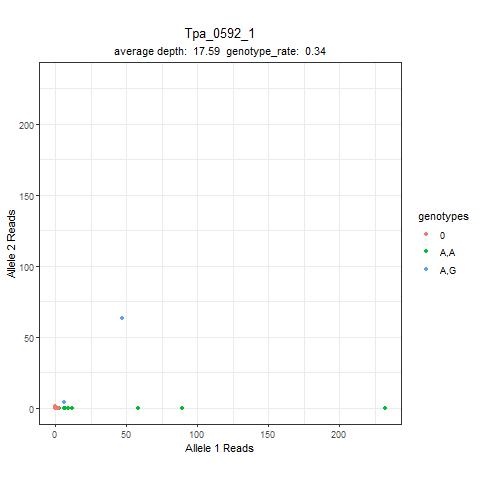 Tpa_0592_1
average depth:  17.59  genotype_rate:  0.34
200
150
100
50
0
Allele 2 Reads
0 50 100 150 200
Allele 1 Reads
genotypes
0
A,A
A,G